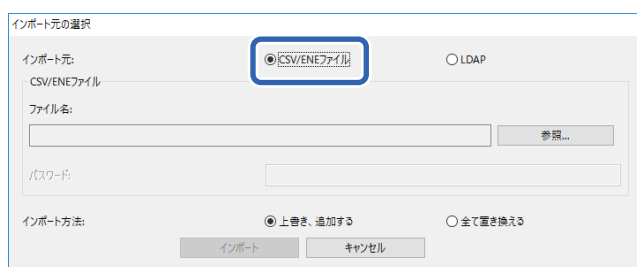 インポート元の選択
インポート元: CSV/ENEファイル LDAP
CSV/ENEファイル
ファイル名:
参照...
パスワード:
インポート方法: 上書き、追加する 全て置き換える
インポート キャンセル